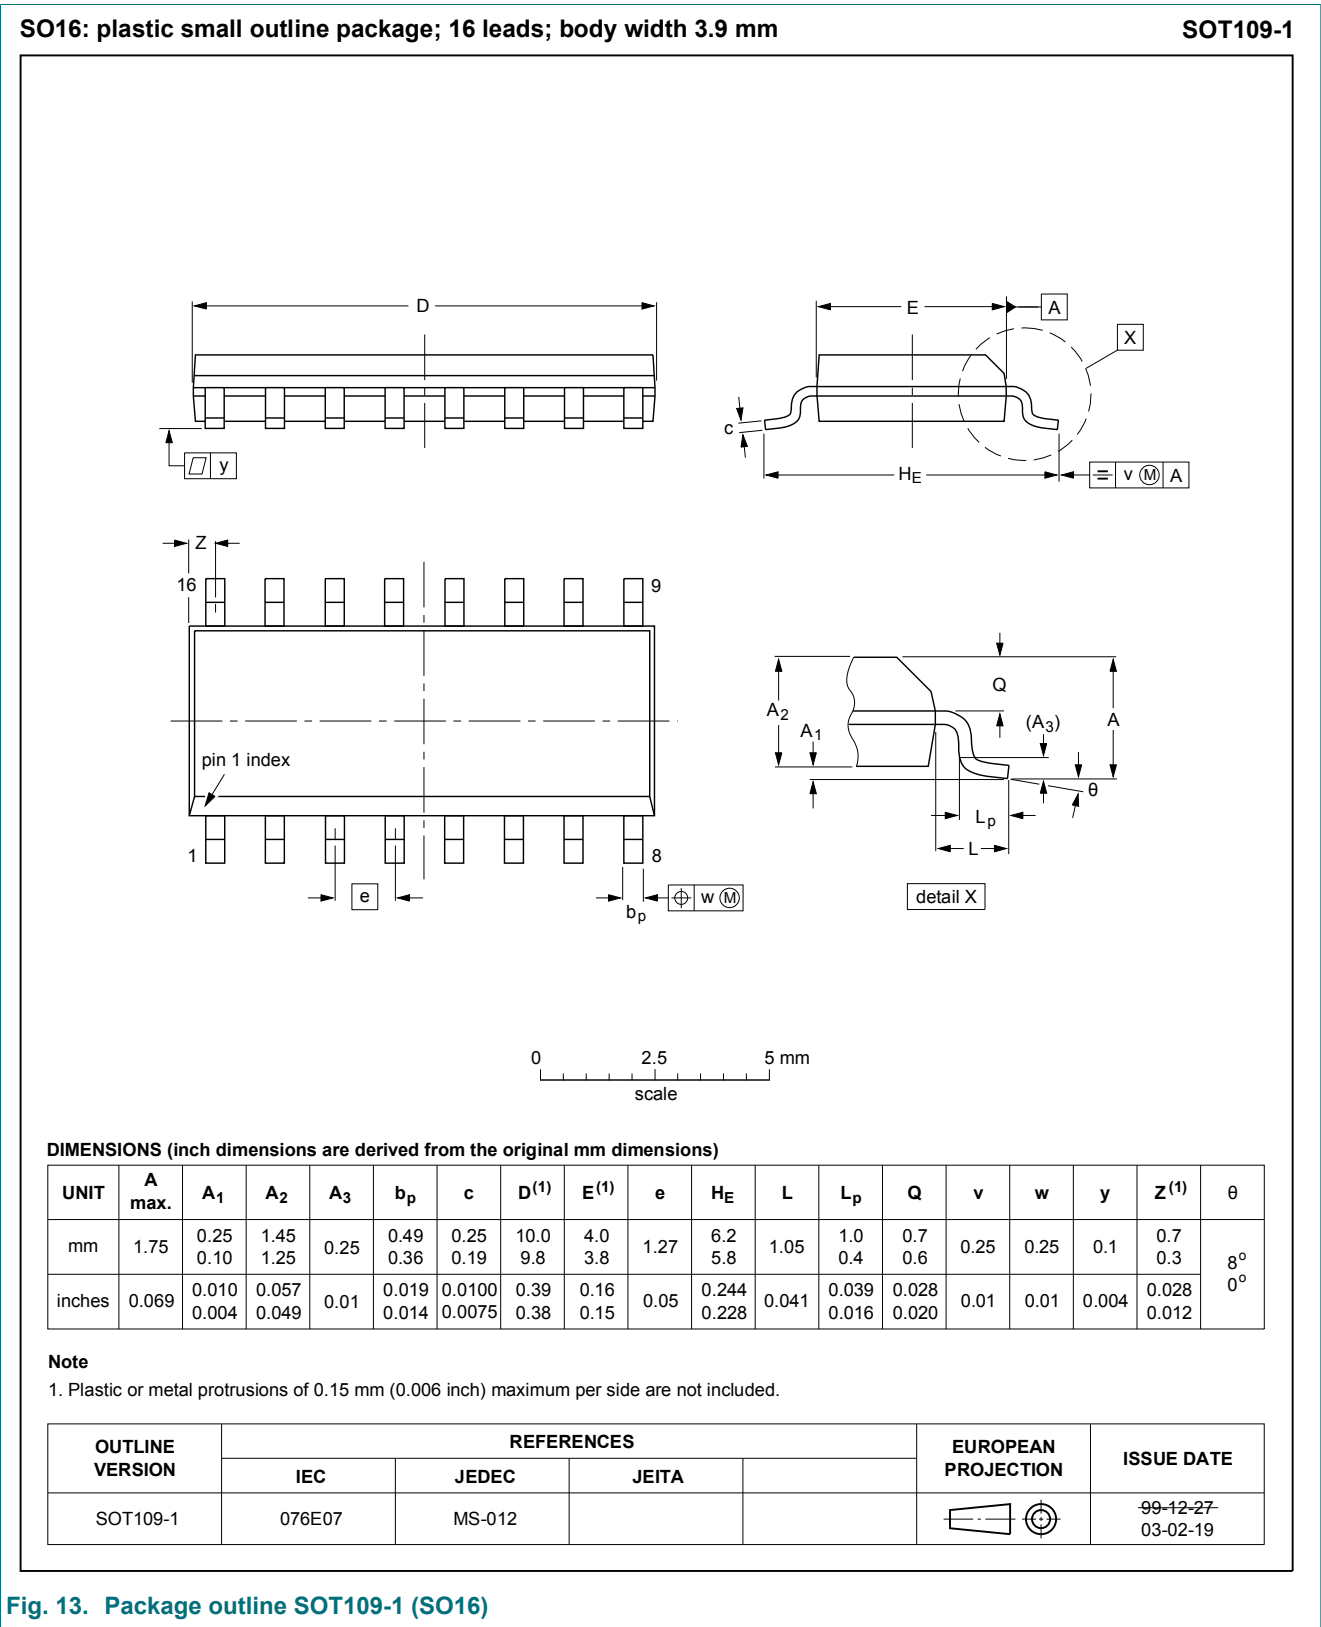 SO16: plastic small outline package; 16 leads; body width 3.9 mm SOT109-1
D
E A
X
c
y
HE v M A
Z
16 9
Q
A2 A1 (A3) A
pin 1 index
θ
Lp
1 8 L
e w M detail X
bp
0 2.5 5 mm
scale
DIMENSIONS (inch dimensions are derived from the original mm dimensions)
UNIT A max. A1 A2 A3 bp c D(1) E(1) e HE L Lp Q v w y Z(1) θ
mm 1.75 0.25 0.10 1.45 1.25 0.25 0.49 0.36 0.25 0.19 10.0 9.8 4.0 3.8 1.27 6.2 5.8 1.05 1.0 0.4 0.7 0.6 0.25 0.25 0.1 0.7 0.3 8° 0°
inches 0.069 0.010 0.004 0.057 0.049 0.01 0.019 0.014 0.0100 0.0075 0.39 0.38 0.16 0.15 0.05 0.244 0.228 0.041 0.039 0.016 0.028 0.020 0.01 0.01 0.004 0.028 0.012
Note
1. Plastic or metal protrusions of 0.15 mm (0.006 inch) maximum per side are not included.
OUTLINE VERSION REFERENCES EUROPEAN PROJECTION ISSUE DATE
IEC JEDEC JEITA
SOT109-1 076E07 MS-012 99-12-27
03-02-19
Fig. 13. Package outline SOT109-1 (SO16)